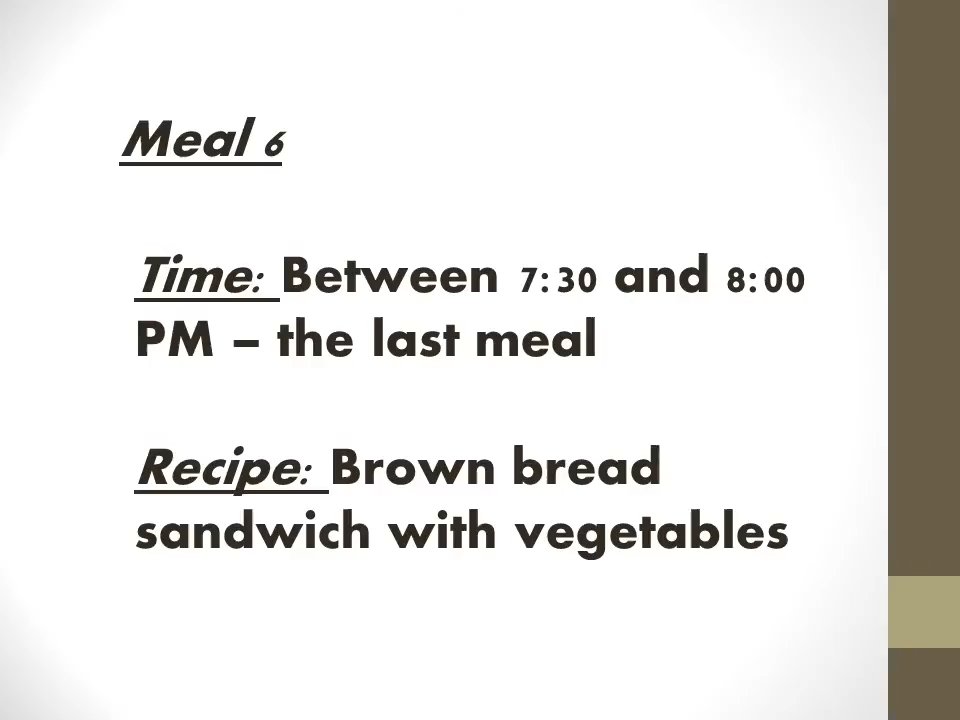 Meal 6
Time: Between 7:30 and 8:00
PM – the last meal
Recipe: Brown bread
sandwich with vegetables